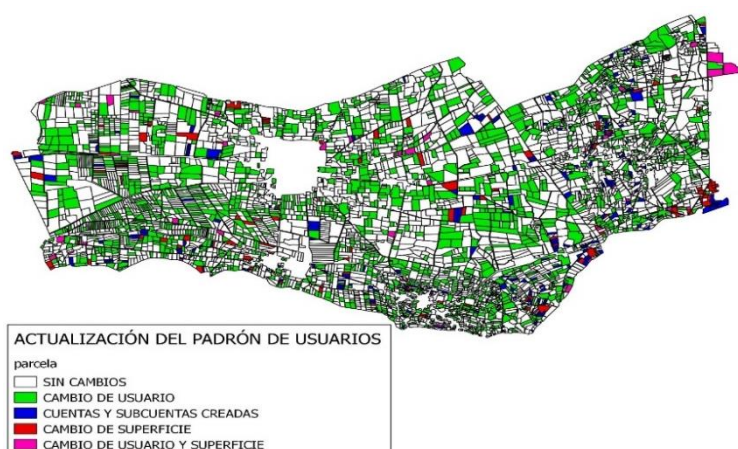 ACTUALIZACIÓN DEL PADRÓN DE USUARIOS
parcela
SIN CAMBIOS
CAMBIO DE USUARIO
CUENTAS Y SUBCUENTAS CREADAS
CAMBIO DE SUPERFICIE
CAMBIO DE USUARIO Y SUPERFICIE